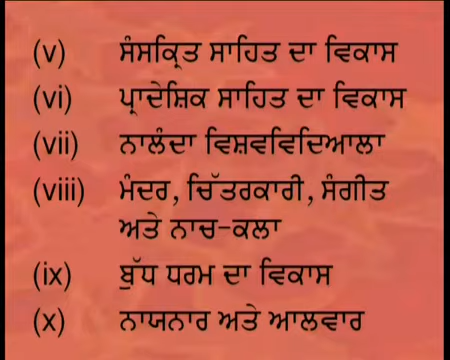 (v) ਸੰਸਕ੍ਰਿਤ ਸਾਹਿਤ ਦਾ ਵਿਕਾਸ
(vi) ਪ੍ਰਾਦੇਸ਼ਿਕ ਸਾਹਿਤ ਦਾ ਵਿਕਾਸ
(vii) ਨਾਲੰਦਾ ਵਿਸ਼ਵਵਿਦਿਆਲਾ
(viii) ਮੰਦਰ, ਚਿੱਤਰਕਾਰੀ, ਸੰਗੀਤ
ਅਤੇ ਨਾਚ-ਕਲਾ
(ix) ਬੁੱਧ ਧਰਮ ਦਾ ਵਿਕਾਸ
(x) ਨਾਯਨਾਰ ਅਤੇ ਆਲਵਾਰ